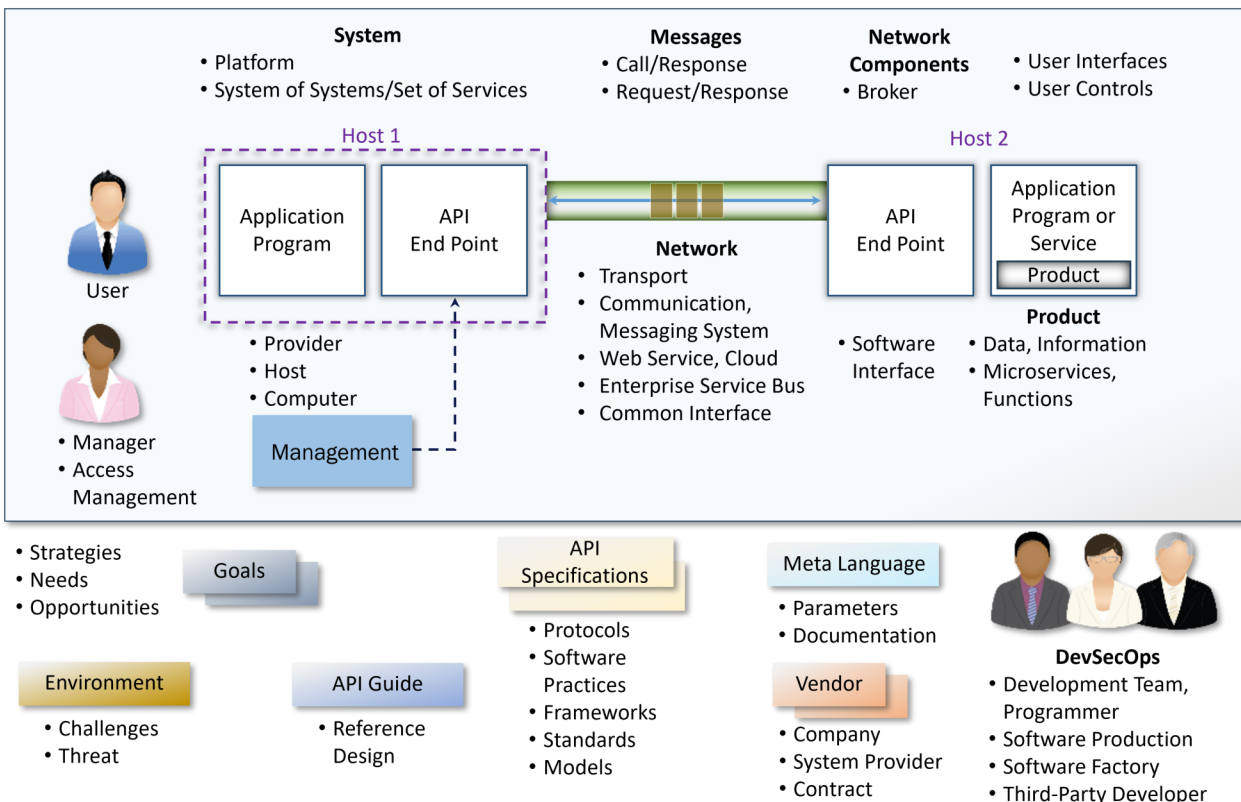 System
• Platform
• System of Systems/Set of Services
Messages
• Call/Response
• Request/Response
Network
Components
• Broker
• User Interfaces
• User Controls
Host 1
Host 2
Application
Program
API
End Point
API
End Point
Application
Program or
Service
Product
User
Network
• Transport
• Communication,
Messaging System
• Web Service, Cloud
• Enterprise Service Bus
• Common Interface
• Software
Interface
Product
• Data, Information
• Microservices,
Functions
• Provider
• Host
• Computer
Management
• Manager
• Access
Management
• Strategies
• Needs
• Opportunities
Goals
API
Specifications
• Protocols
• Software
Practices
• Frameworks
• Standards
• Models
Meta Language
• Parameters
• Documentation
Environment
• Challenges
• Threat
API Guide
• Reference
Design
Vendor
• Company
• System Provider
• Contract
DevSecOps
• Development Team,
Programmer
• Software Production
• Software Factory
• Third-Party Developer